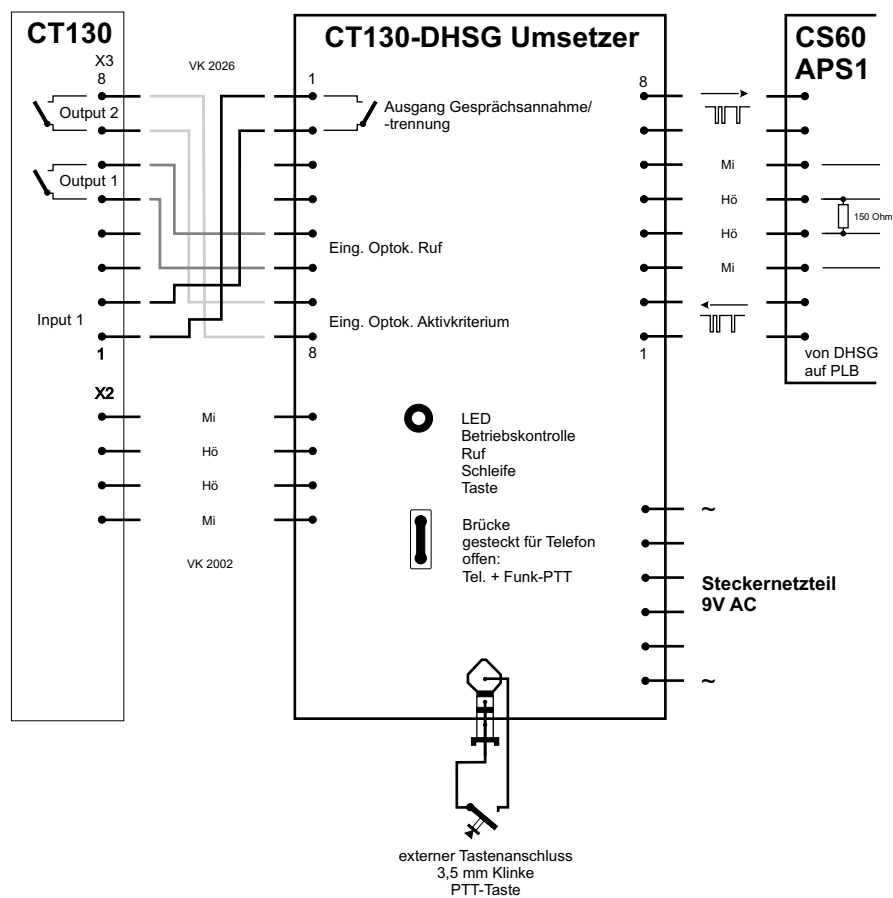 CT130
CT130-DHSG Umsetzer
CS60
APS1
X3
8
VK 2026
1
8
Output 2
Ausgang Gesprächsannahme/
-trennung
Output 1
Mi
Hö
150 Ohm
Hö
Eing. Optok. Ruf
Mi
Input 1
Eing. Optok. Aktivkriterium
1
8
1
von DHSG
auf PLB
X2
Mi
Hö
Hö
Mi
VK 2002
LED
Betriebskontrolle
Ruf
Schleife
Taste
Brücke
gesteckt für Telefon
offen:
Tel. + Funk-PTT
~
Steckernetzteil
9V AC
~
externer Tastenanschluss
3,5 mm Klinke
PTT-Taste